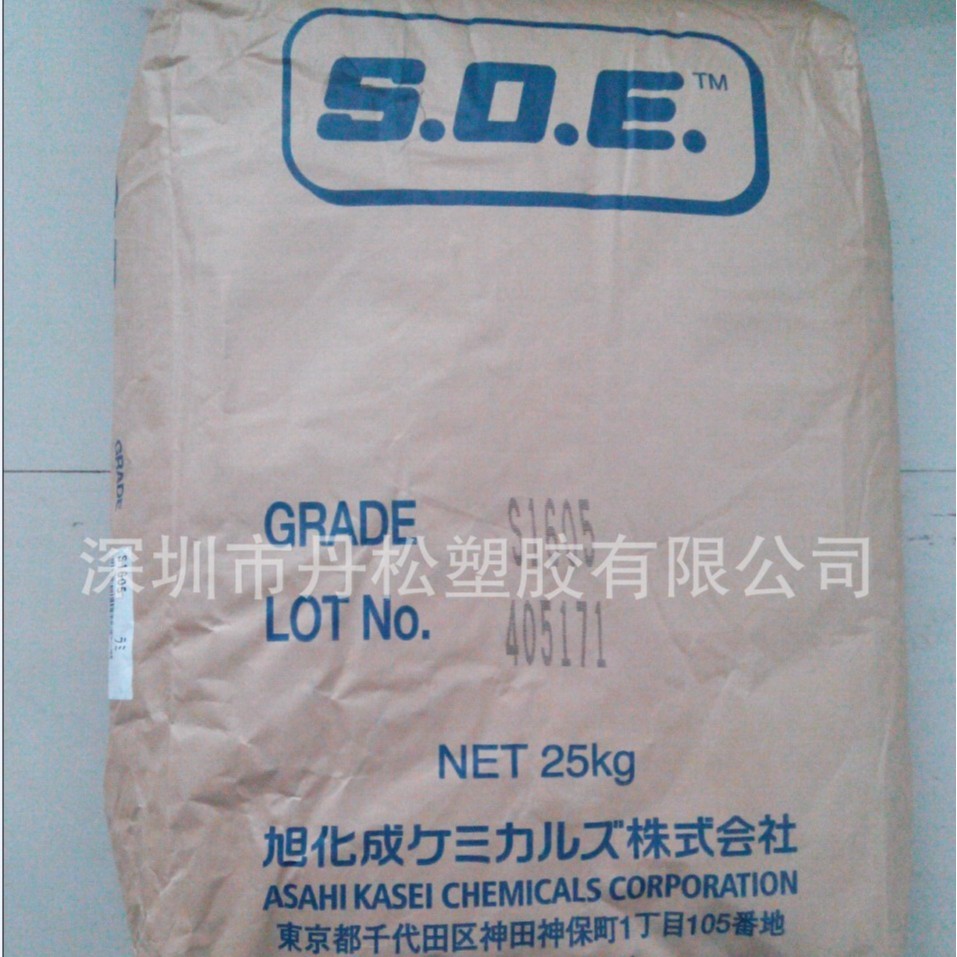 S.O.E.™
GRADE S1605
深圳市丹松塑胶有限公司
LOT No. 405171
NET 25kg
旭化成ケミカルズ株式会社
ASAHI KASEI CHEMICALS CORPORATION
東京都千代田区神田神保町1丁目105番地
GRADE
S1605